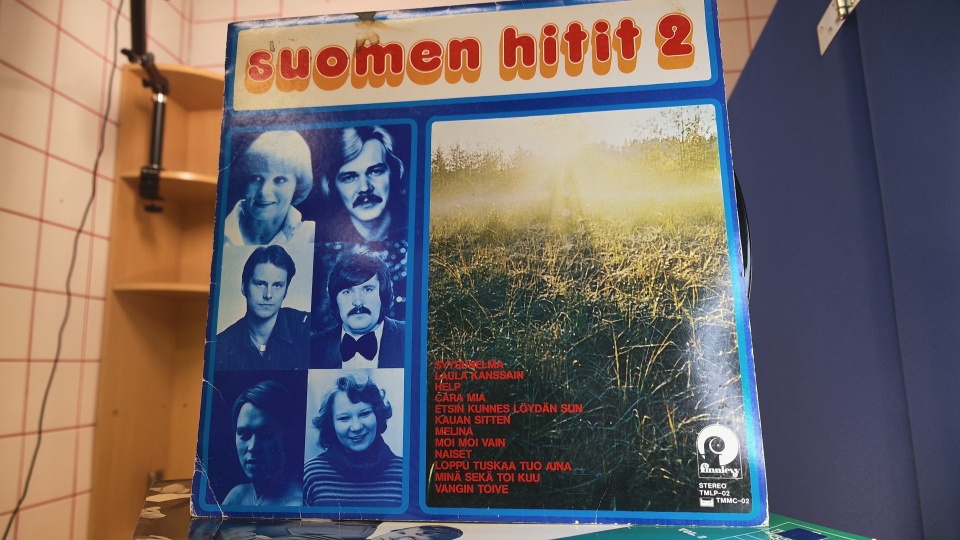 suomen hitit 2
SYYSUNELMA
LAULA KANSSAIN
HELP
CARA MIA
ETSIN KUNNES LÖYDÄN SUN
KAUAN SITTEN
MELINA
MOI MOI VAIN
NAISET
LOPPU TUSKAA TUO AINA
MINÄ SEKÄ TOI KUU
VANGIN TOIVE
finnlevy
STEREO
TMLP-02
TMMC-02